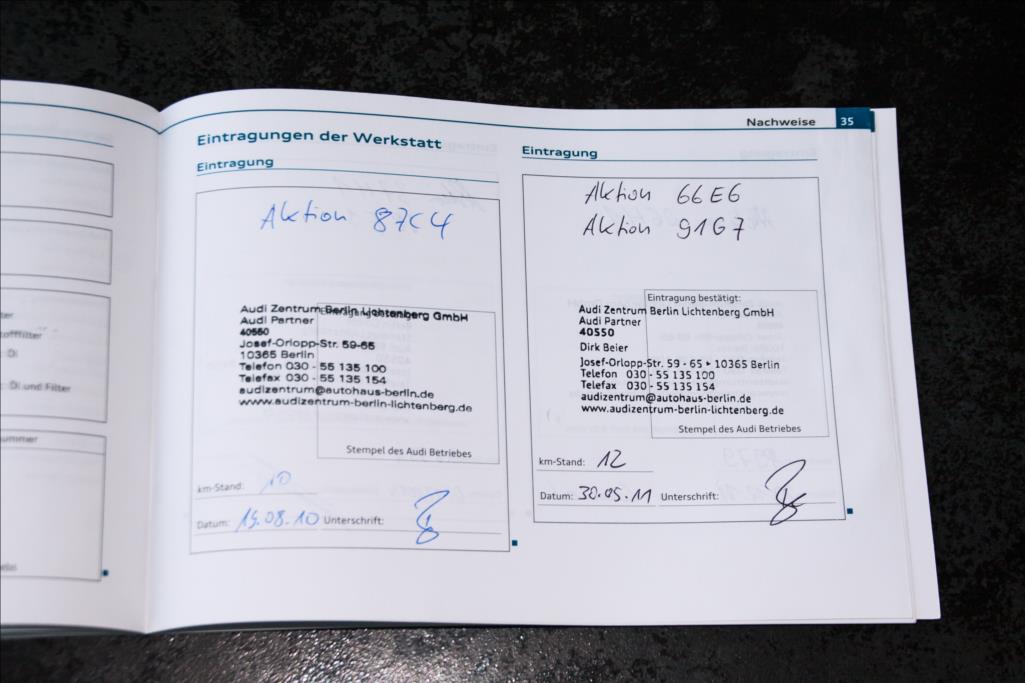 Nachweise 35
Eintragungen der Werkstatt
Eintragung
Aktion 87C4
Audi Zentrum Berlin Lichtenberg GmbH
Audi Partner
40550
Josef-Orlopp-Str. 59-65
10365 Berlin
Telefon 030 - 55 135 100
Telefax 030 - 55 135 154
audizentrum@autohaus-berlin.de
www.audizentrum-berlin-lichtenberg.de
Stempel des Audi Betriebes
km-Stand: 10
Datum: 19.08.10 Unterschrift:
Eintragung
Aktion 66E6
Aktion 91G7
Eintragung bestätigt:
Audi Zentrum Berlin Lichtenberg GmbH
Audi Partner
40550
Dirk Beier
Josef-Orlopp-Str. 59 - 65 • 10365 Berlin
Telefon 030 - 55 135 100
Telefax 030 - 55 135 154
audizentrum@autohaus-berlin.de
www.audizentrum-berlin-lichtenberg.de
Stempel des Audi Betriebes
km-Stand: 12
Datum: 30.05.11 Unterschrift:
Öl und Filter